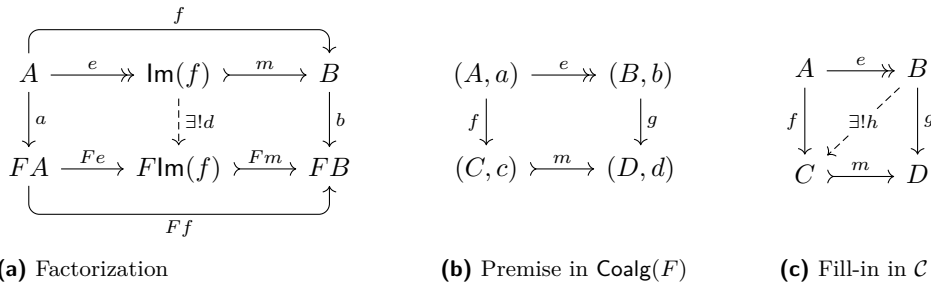 f
A e Im(f) m B
a ∃!d b
FA Fe FIm(f) Fm FB
Ff
(a) Factorization
(A, a) e (B, b)
f g
(C, c) m (D, d)
(b) Premise in Coalg(F)
A e B
f ∃!h g
C m D
(c) Fill-in in C